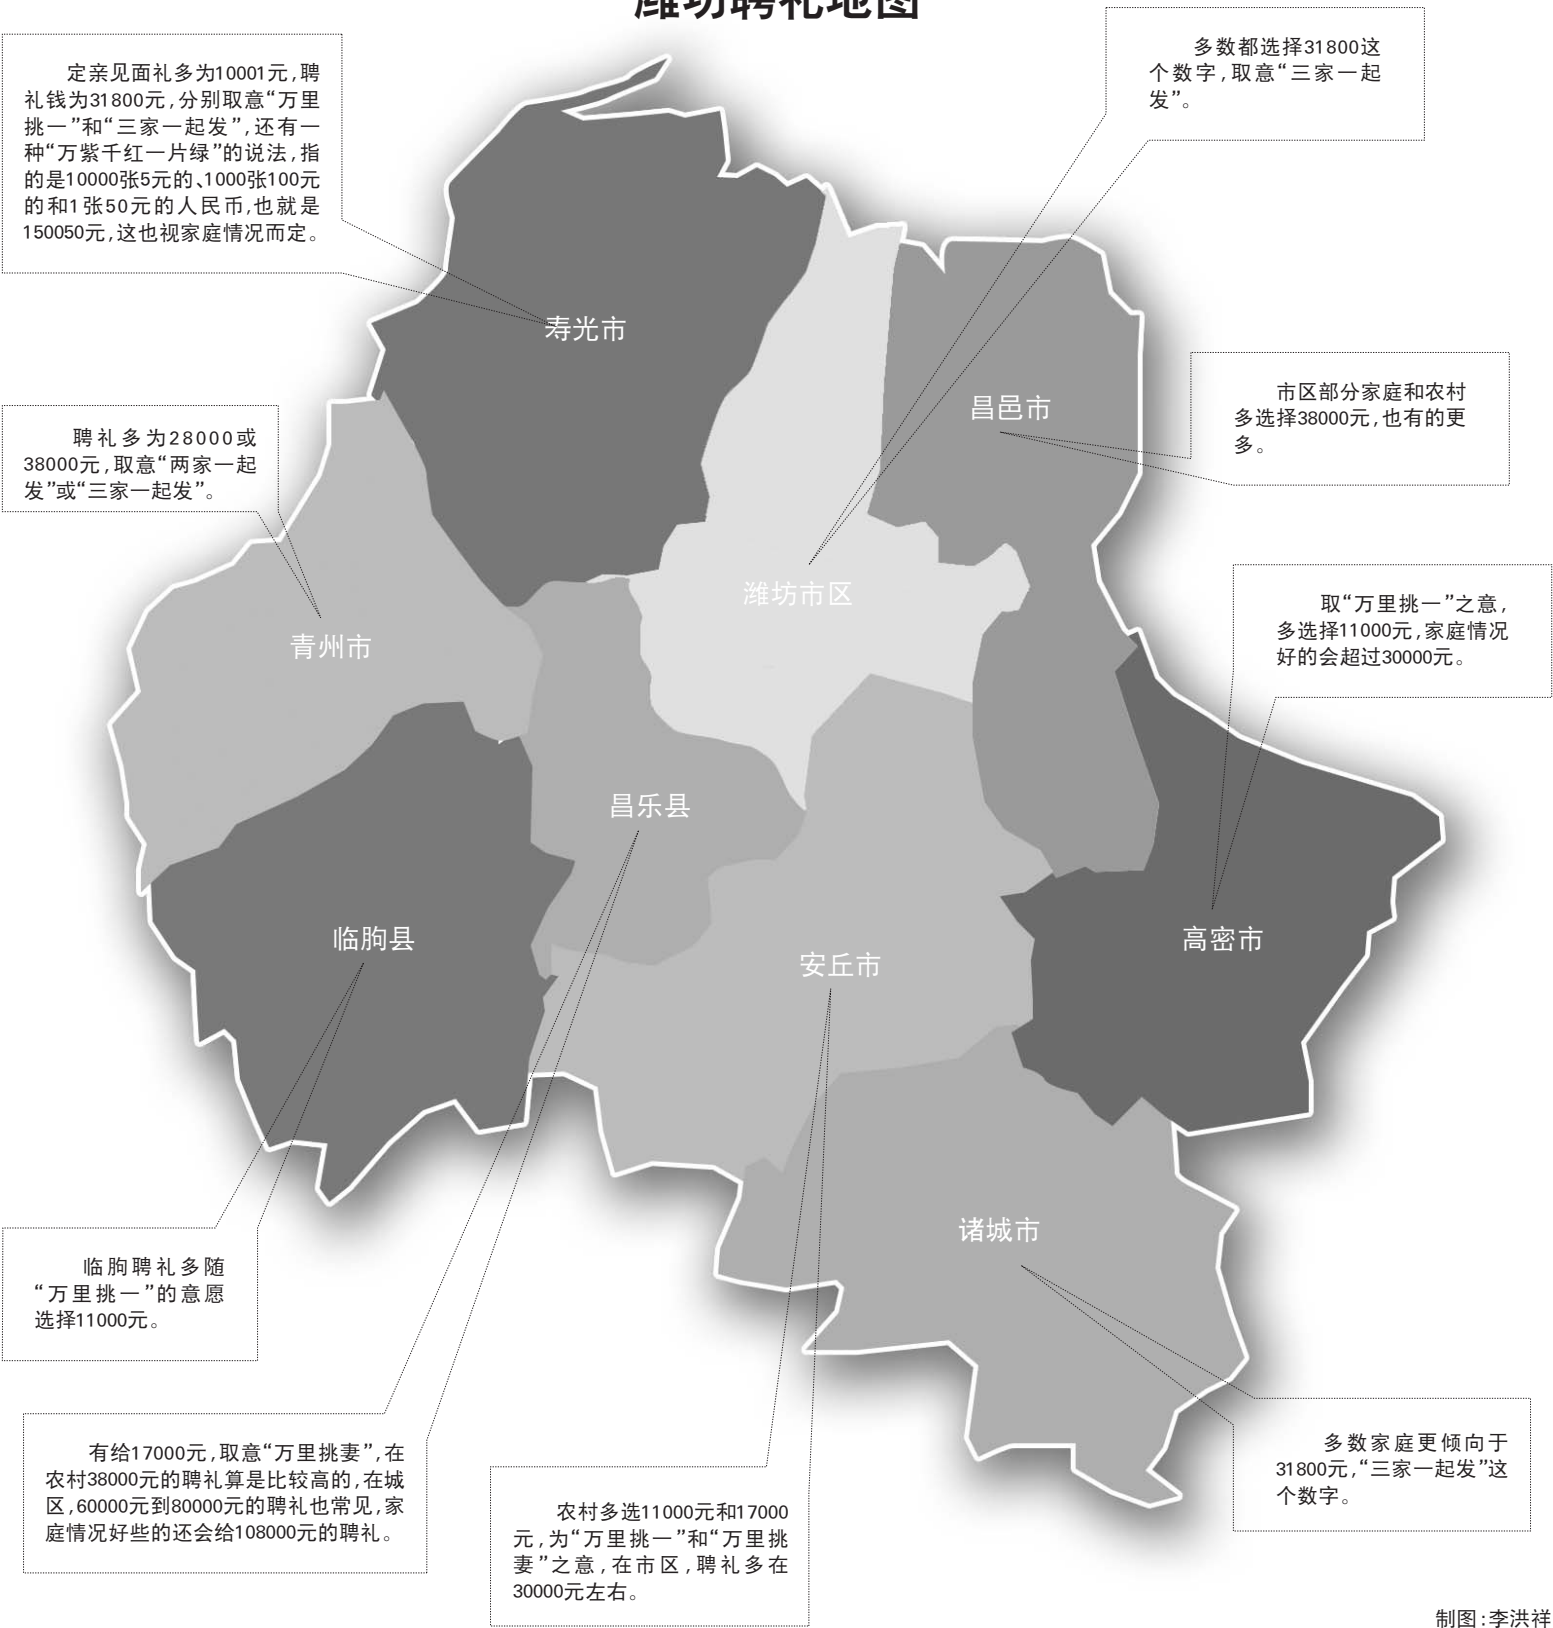 潍坊聘礼地图
定亲见面礼多为10001元,聘
礼钱为31800元,分别取意“万里
挑一”和“三家一起发”,还有一
种“万紫千红一片绿”的说法,指
的是10000张5元的、1000张100元
的和1张50元的人民币,也就是
150050元,这也视家庭情况而定。
多数都选择31800这
个数字,取意“三家一起
发”。
寿光市
市区部分家庭和农村
多选择38000元,也有的更
多。
昌邑市
聘礼多为28000或
38000元,取意“两家一起
发”或“三家一起发”。
潍坊市区
取“万里挑一”之意,
多选择11000元,家庭情况
好的会超过30000元。
青州市
昌乐县
临朐县
安丘市
高密市
诸城市
临朐聘礼多随
“万里挑一”的意愿
选择11000元。
有给17000元,取意“万里挑妻”,在
农村38000元的聘礼算是比较高的,在城
区,60000元到80000元的聘礼也常见,家
庭情况好些的还会给108000元的聘礼。
农村多选11000元和17000
元,为“万里挑一”和“万里挑
妻”之意,在市区,聘礼多在
30000元左右。
多数家庭更倾向于
31800元,“三家一起发”这
个数字。
制图:李洪祥